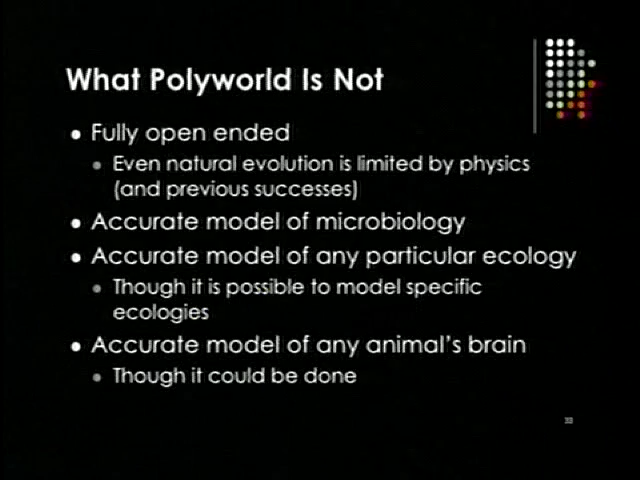 What Polyworld Is Not
Fully open ended
Even natural evolution is limited by physics
(and previous successes)
Accurate model of microbiology
Accurate model of any particular ecology
Though it is possible to model specific
ecologies
Accurate model of any animal's brain
Though it could be done